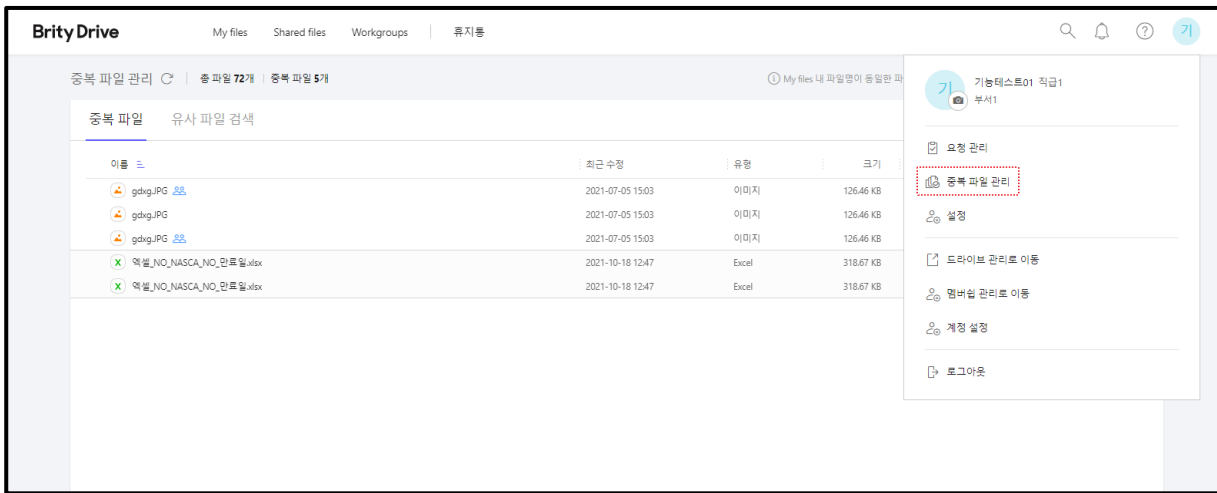 Brity Drive My files Shared files Workgroups 휴지통 기
중복 파일 관리 총 파일 72개 중복 파일 5개 My files 내 파일명이 동일한 파
중복 파일 유사 파일 검색
이름 최근 수정 유형 크기
gdxg.JPG 2021-07-05 15:03 이미지 126.46 KB
gdxg.JPG 2021-07-05 15:03 이미지 126.46 KB
gdxg.JPG 2021-07-05 15:03 이미지 126.46 KB
엑셀_NO_NASCA_NO_만료일.xlsx 2021-10-18 12:47 Excel 318.67 KB
엑셀_NO_NASCA_NO_만료일.xlsx 2021-10-18 12:47 Excel 318.67 KB
기
기능테스트01 직급1
부서1
요청 관리
중복 파일 관리
설정
드라이브 관리로 이동
멤버쉽 관리로 이동
계정 설정
로그아웃